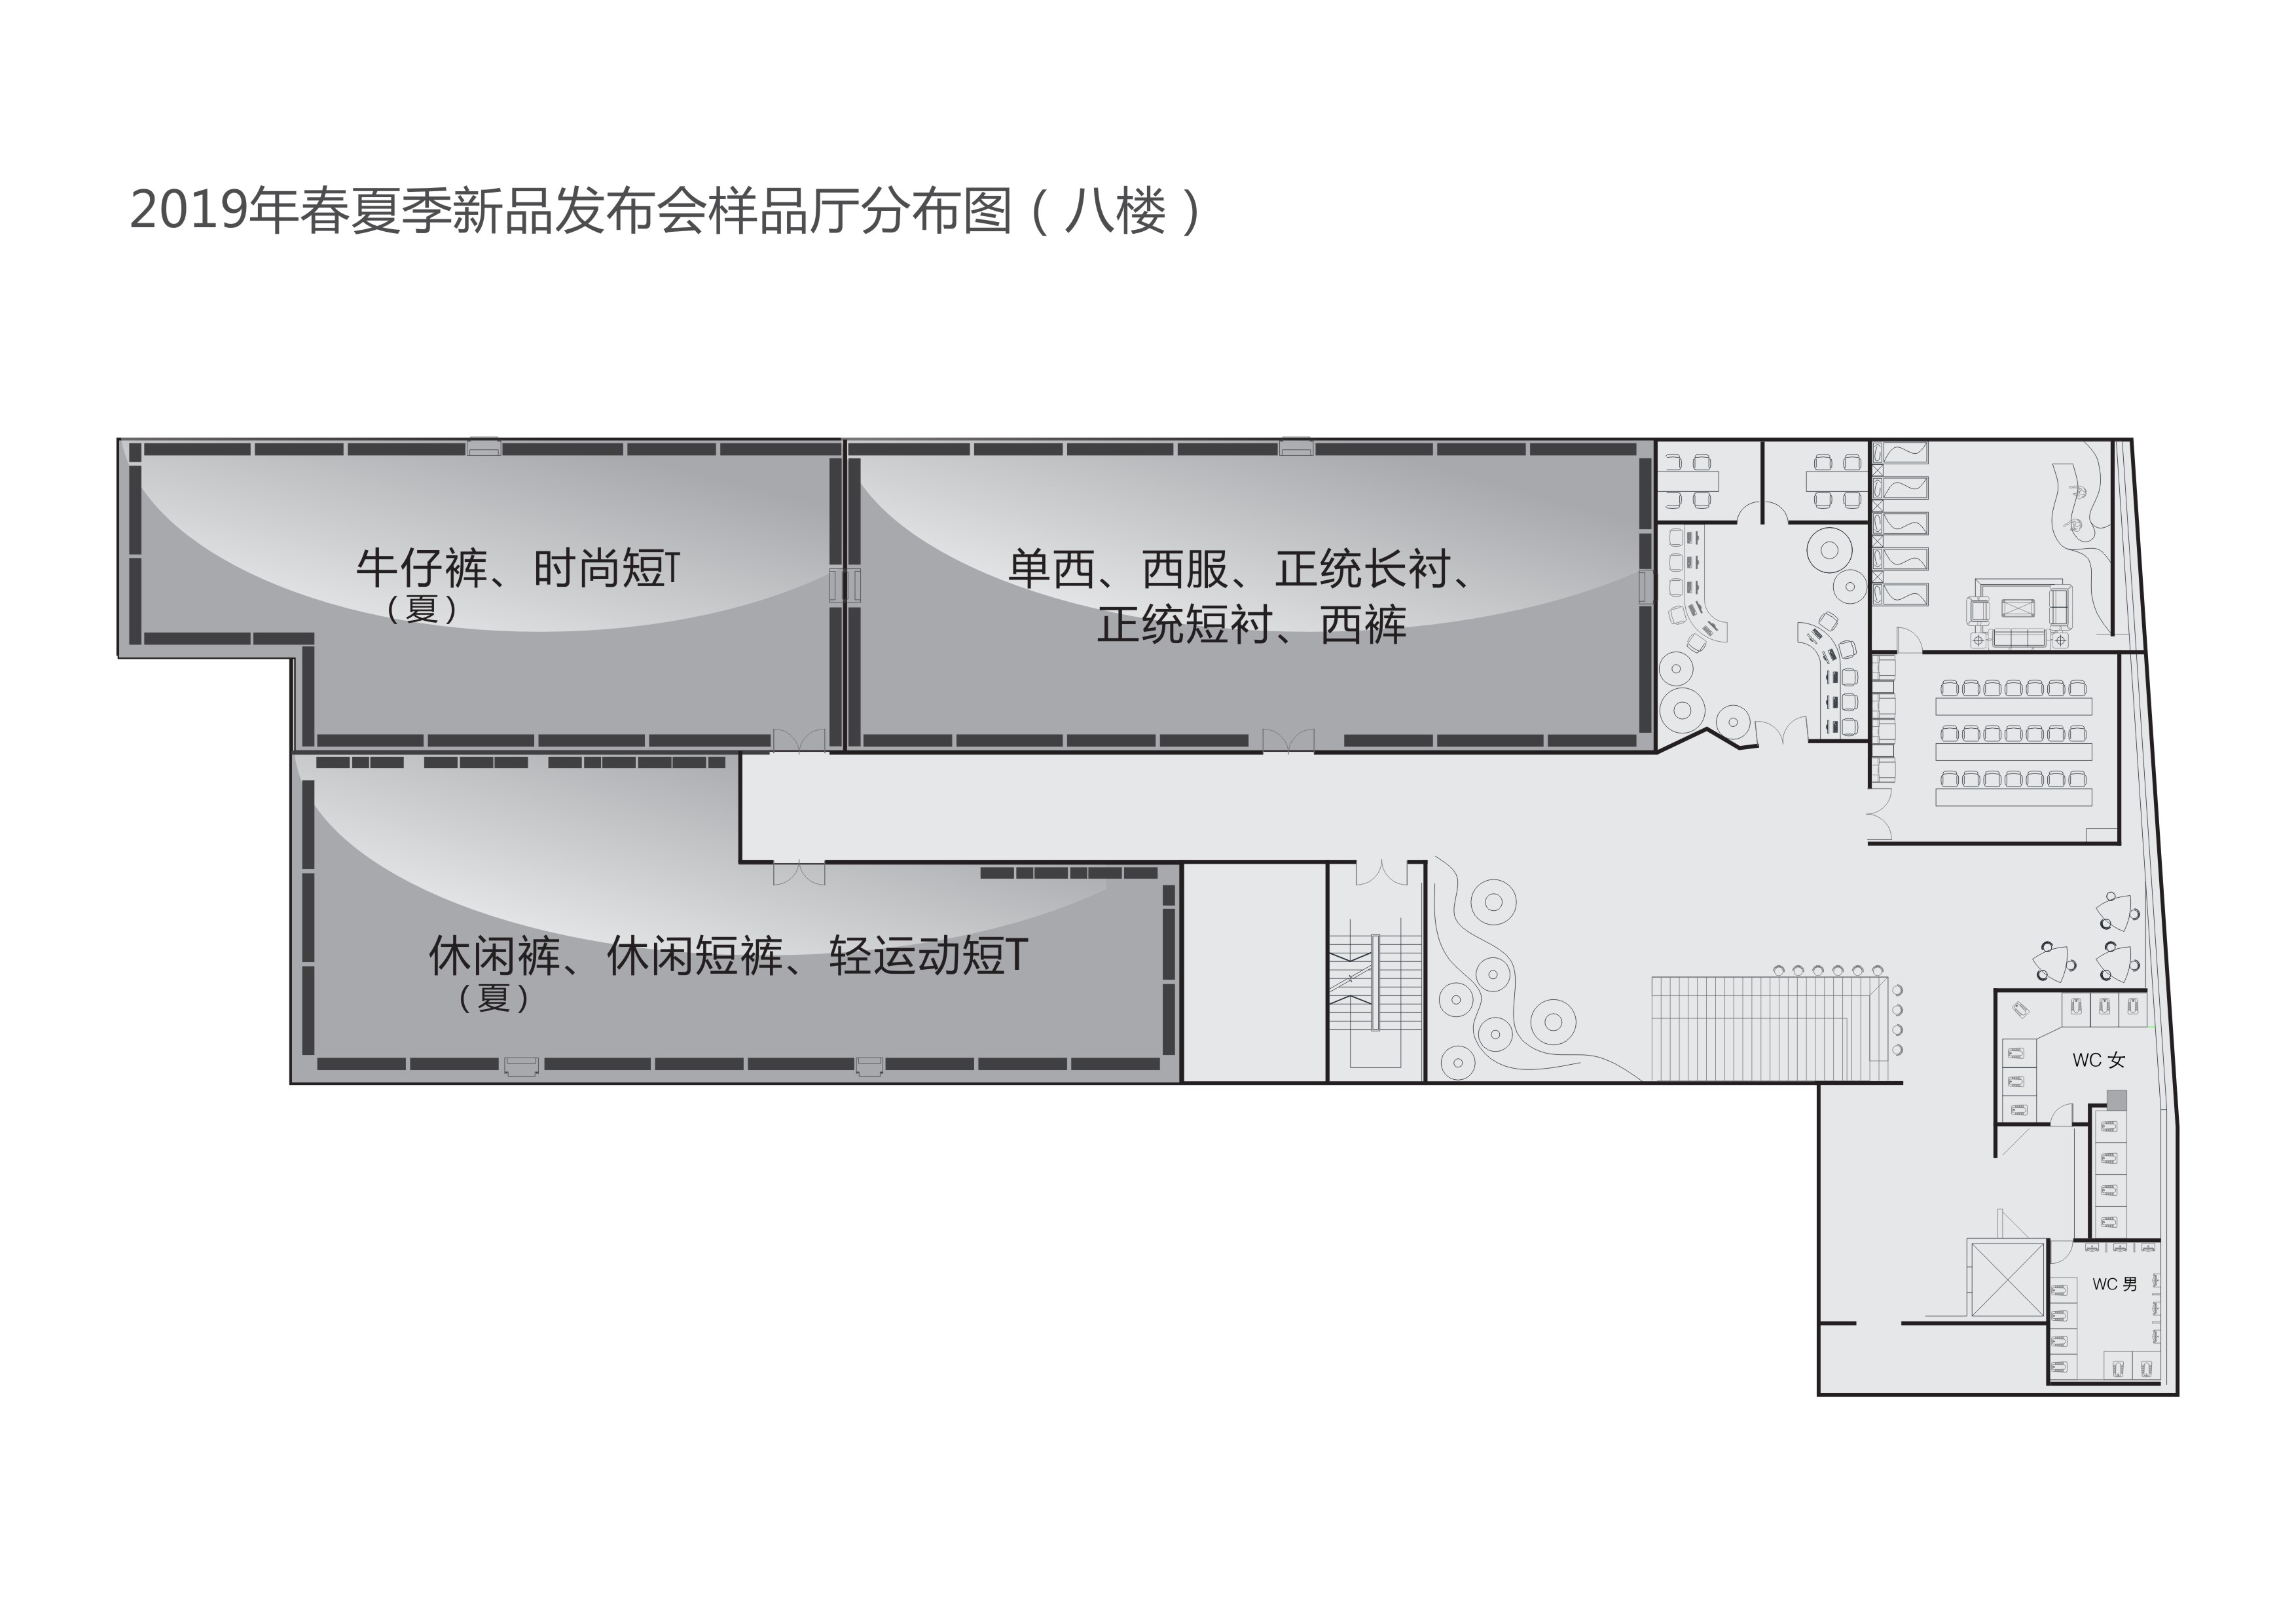 2019年春夏季新品发布会样品厅分布图（八楼）
牛仔裤、时尚短T
（夏）
单西、西服、正统长衬、
正统短衬、西裤
休闲裤、休闲短裤、轻运动短T
（夏）
WC 女
WC 男